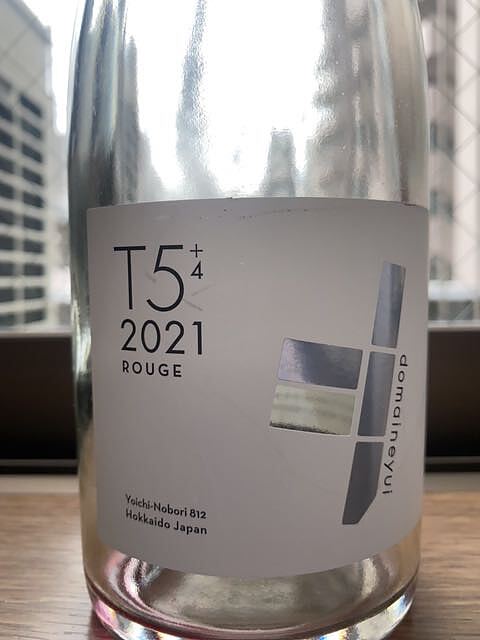 T5+4
2021
ROUGE
domaineyui
Yoichi-Nobori 812
Hokkaido Japan